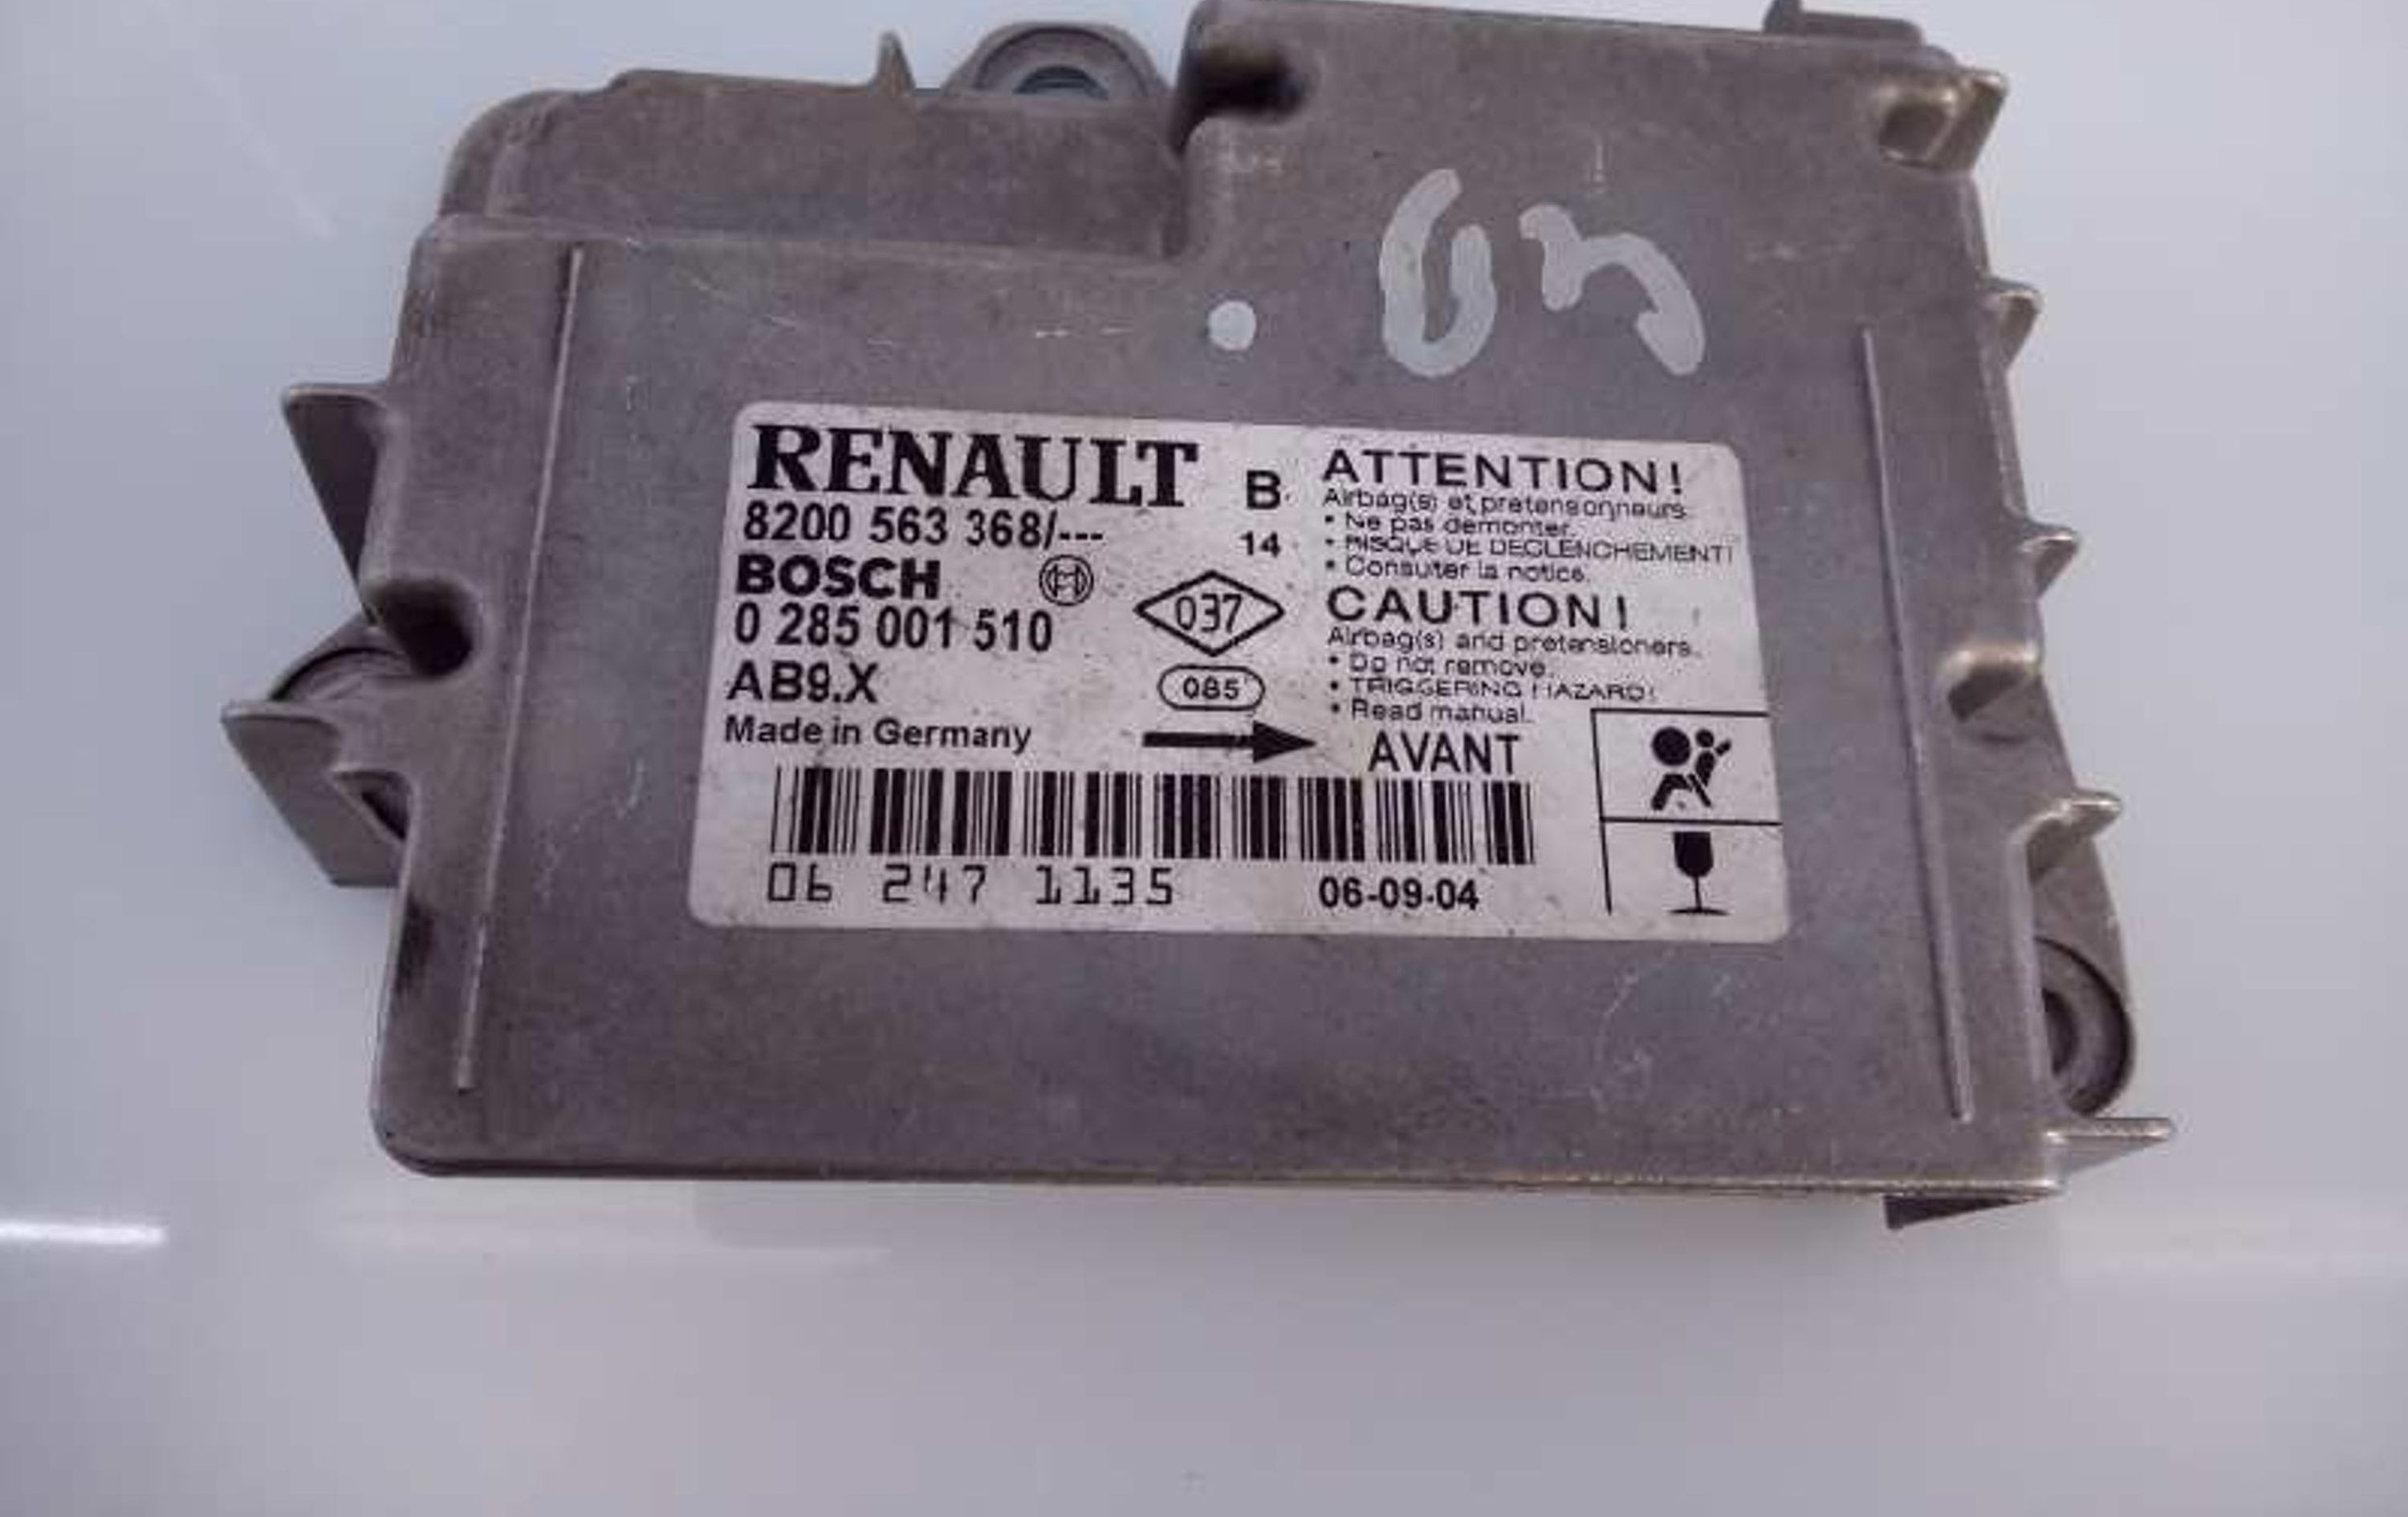 RENAULT
8200 563 368/---
BOSCH
0 285 001 510
AB9.X
Made in Germany
B
14
037
085
ATTENTION!
Airbag(s) et pretensionneurs.
• Ne pas demonter.
• RISQUE DE DECLENCHEMENT!
• Consulter la notice.
CAUTION!
Airbag(s) and pretensioners.
• Do not remove.
• TRIGGERING HAZARD!
• Read manual.
AVANT
06 247 1135
06-09-04